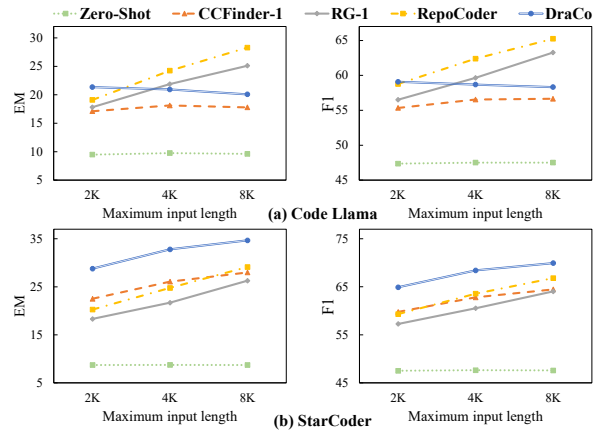 Zero-Shot CCFinder-1 RG-1 RepoCoder DraCo
30
25
20
15
10
5
EM
2K 4K 8K
Maximum input length
65
60
55
50
45
F1
2K 4K 8K
Maximum input length
(a) Code Llama
35
25
15
5
EM
2K 4K 8K
Maximum input length
75
65
55
45
F1
2K 4K 8K
Maximum input length
(b) StarCoder